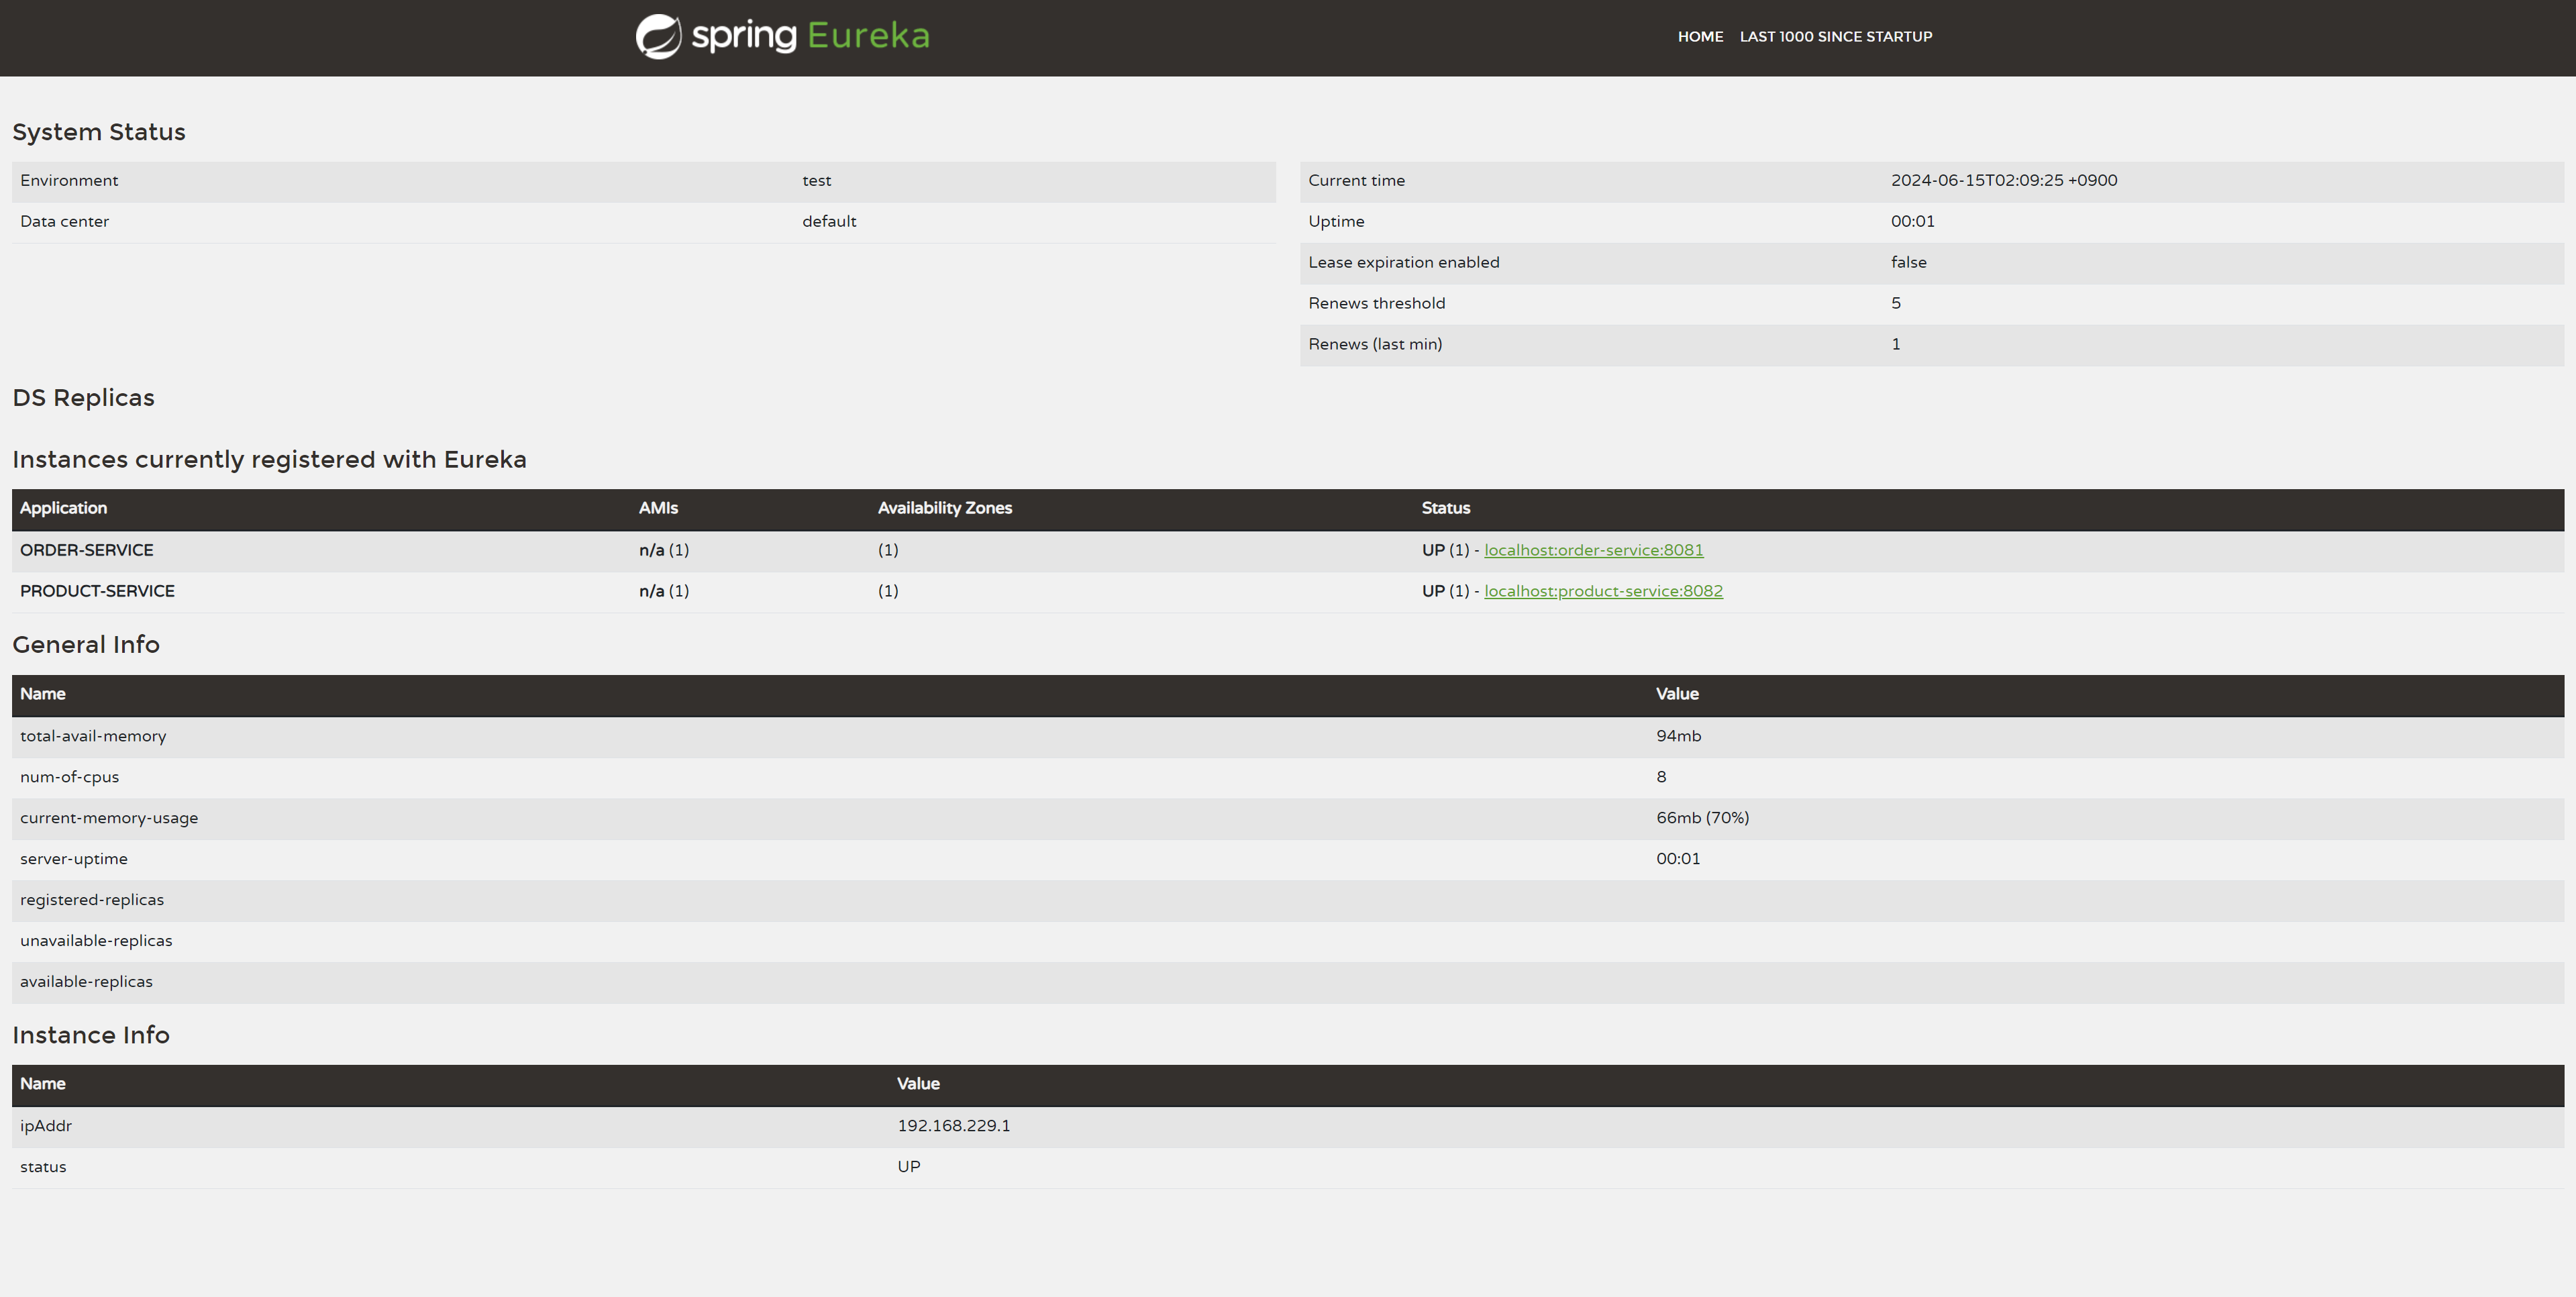 spring Eureka
HOME LAST 1000 SINCE STARTUP
System Status
Environment test
Data center default
Current time 2024-06-15T02:09:25 +0900
Uptime 00:01
Lease expiration enabled false
Renews threshold 5
Renews (last min) 1
DS Replicas
Instances currently registered with Eureka
Application AMIs Availability Zones Status
ORDER-SERVICE n/a (1) (1) UP (1) - localhost:order-service:8081
PRODUCT-SERVICE n/a (1) (1) UP (1) - localhost:product-service:8082
General Info
Name Value
total-avail-memory 94mb
num-of-cpus 8
current-memory-usage 66mb (70%)
server-uptime 00:01
registered-replicas
unavailable-replicas
available-replicas
Instance Info
Name Value
ipAddr 192.168.229.1
status UP